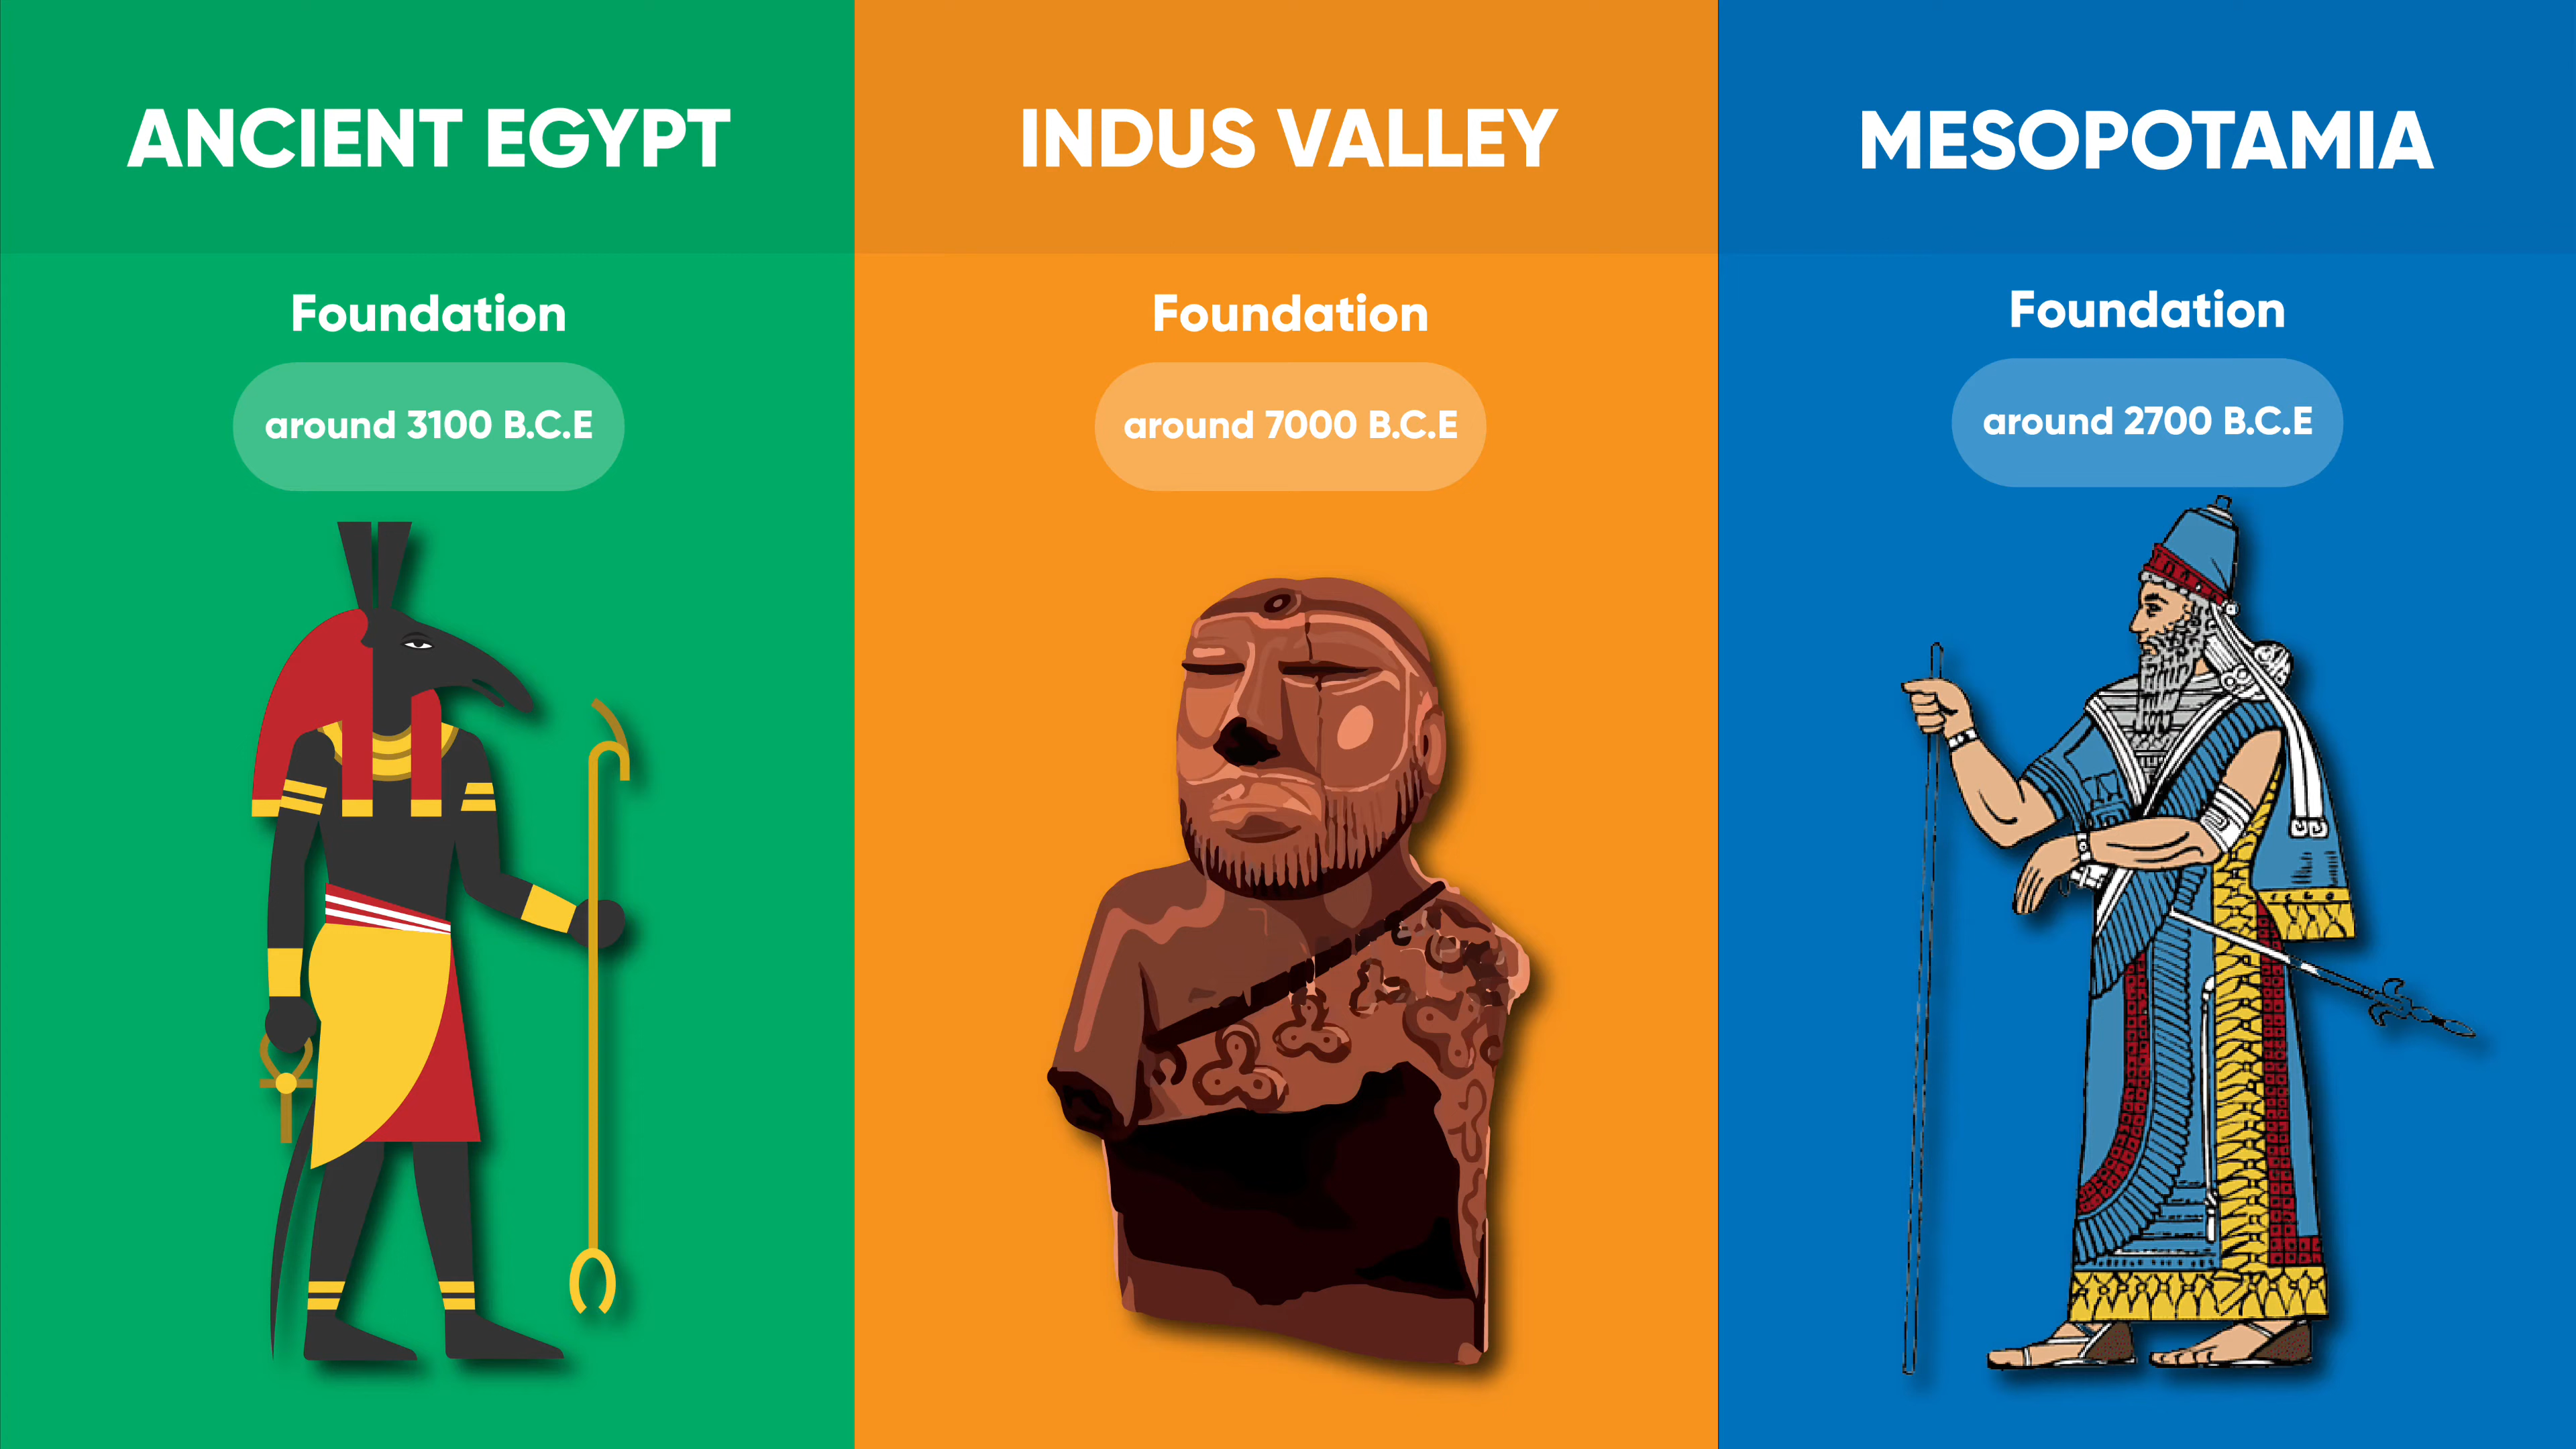 ANCIENT EGYPT
Foundation
around 3100 B.C.E
INDUS VALLEY
Foundation
around 7000 B.C.E
MESOPOTAMIA
Foundation
around 2700 B.C.E